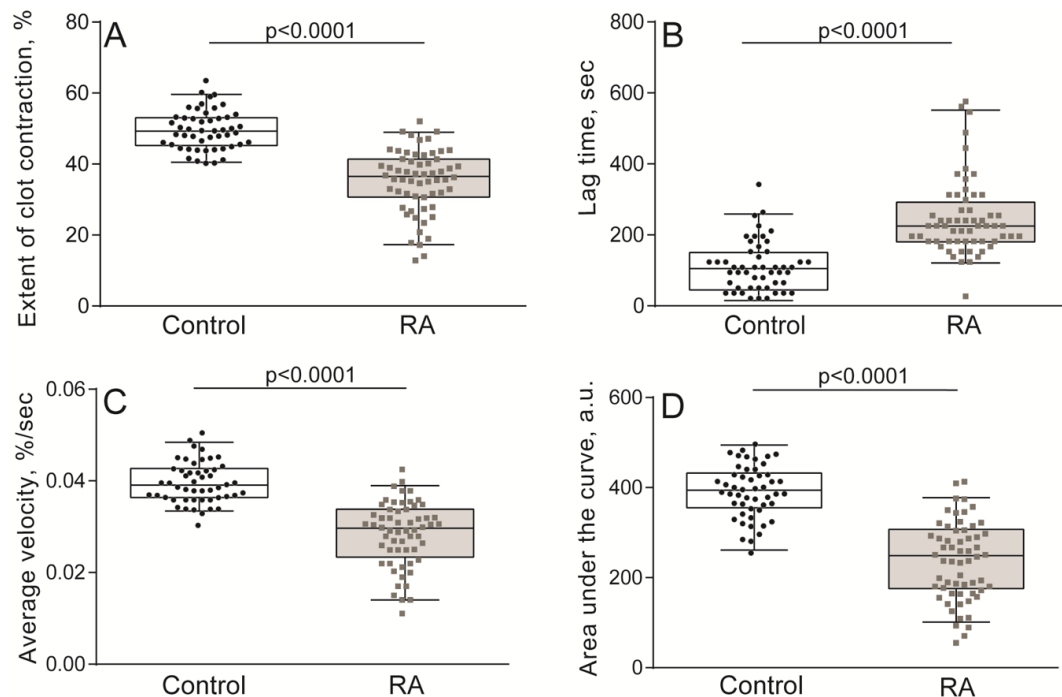 A
p<0.0001
Extent of clot contraction, %
80
60
40
20
0
Control
RA
B
p<0.0001
Lag time, sec
800
600
400
200
0
Control
RA
C
p<0.0001
Average velocity, %/sec
0.06
0.04
0.02
0.00
Control
RA
D
p<0.0001
Area under the curve, a.u.
600
400
200
0
Control
RA